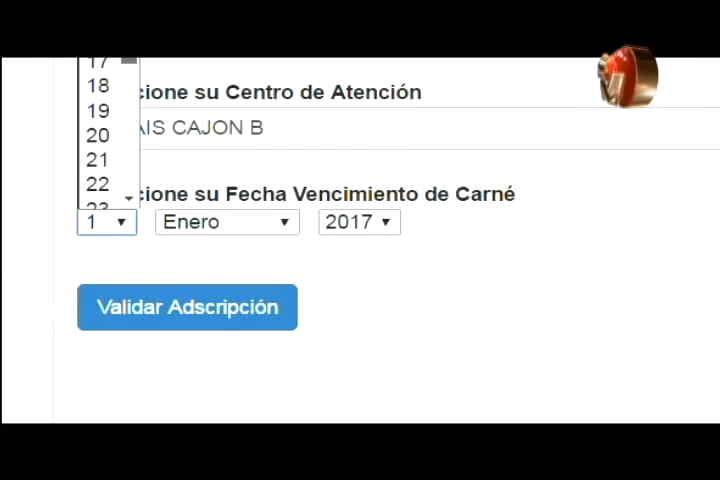 17
18
19
20
21
22
23
cione su Centro de Atención
AIS CAJON B
cione su Fecha Vencimiento de Carné
1 Enero 2017
Validar Adscripción